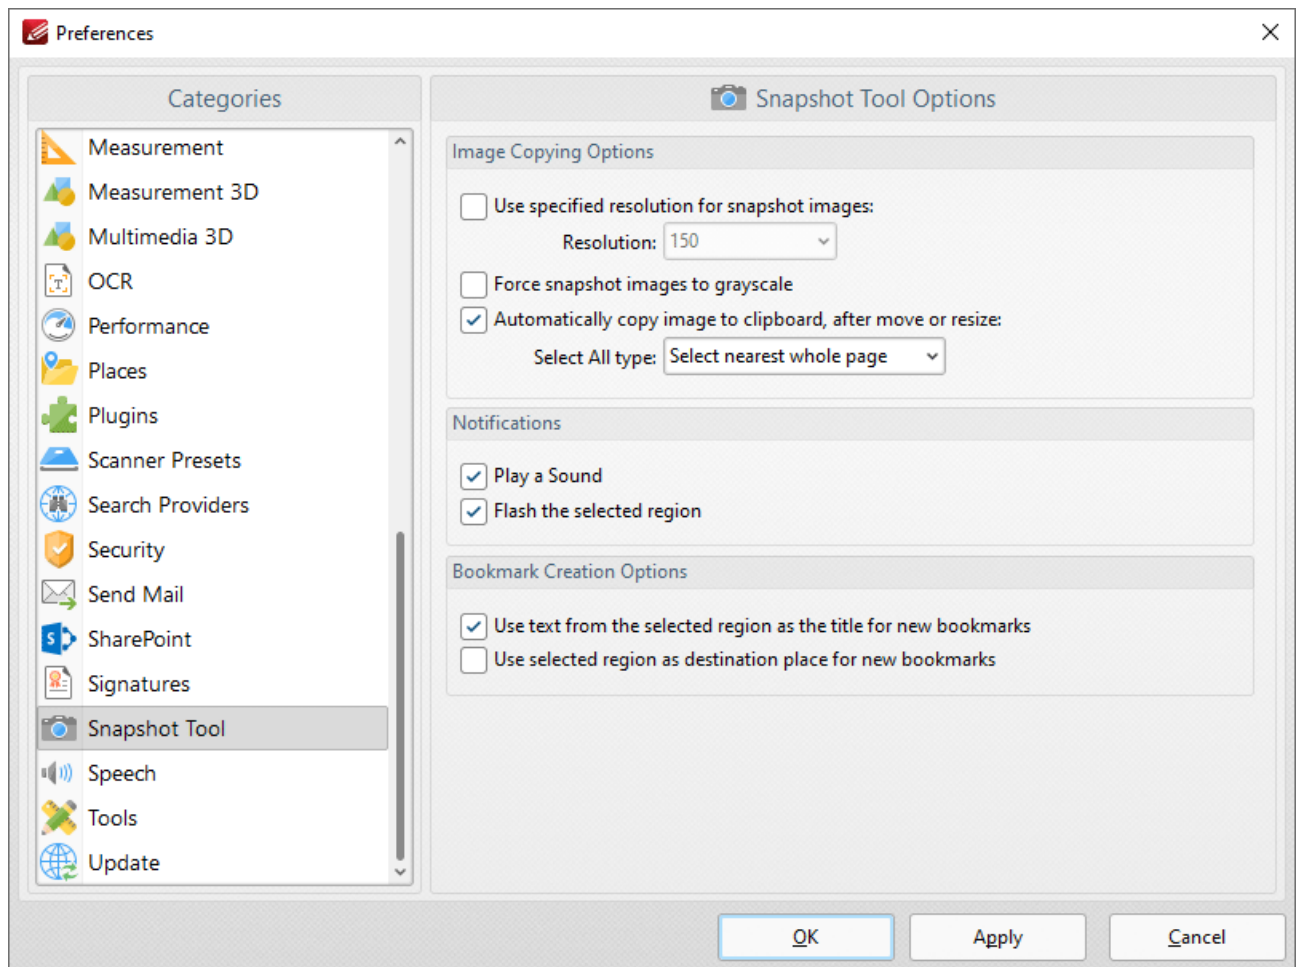 Preferences
Categories
Measurement
Measurement 3D
Multimedia 3D
OCR
Performance
Places
Plugins
Scanner Presets
Search Providers
Security
Send Mail
SharePoint
Signatures
Snapshot Tool
Speech
Tools
Update
Snapshot Tool Options
Image Copying Options
Use specified resolution for snapshot images:
Resolution: 150
Force snapshot images to grayscale
Automatically copy image to clipboard, after move or resize:
Select All type: Select nearest whole page
Notifications
Play a Sound
Flash the selected region
Bookmark Creation Options
Use text from the selected region as the title for new bookmarks
Use selected region as destination place for new bookmarks
OK Apply Cancel